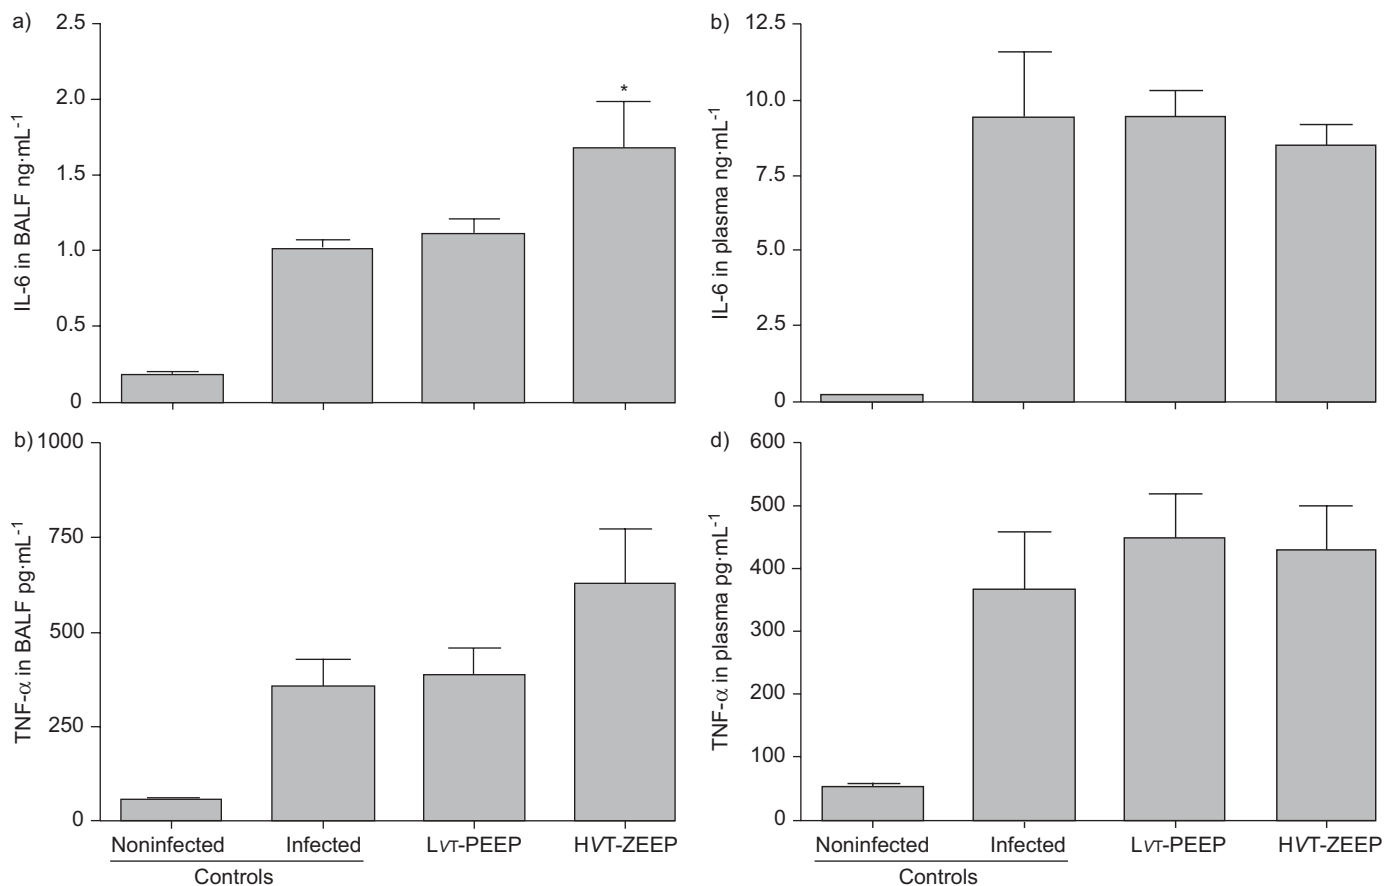 a)
2.5
2.0
1.5
1.0
0.5
0
IL-6 in BALF ng·mL-1
*
b)
12.5
10.0
7.5
5.0
2.5
0
IL-6 in plasma ng·mL-1
b)
1000
750
500
250
0
TNF-α in BALF pg·mL-1
Noninfected Infected LVT-PEEP HVT-ZEEP
Controls
d)
600
500
400
300
200
100
0
TNF-α in plasma pg·mL-1
Noninfected Infected LVT-PEEP HVT-ZEEP
Controls